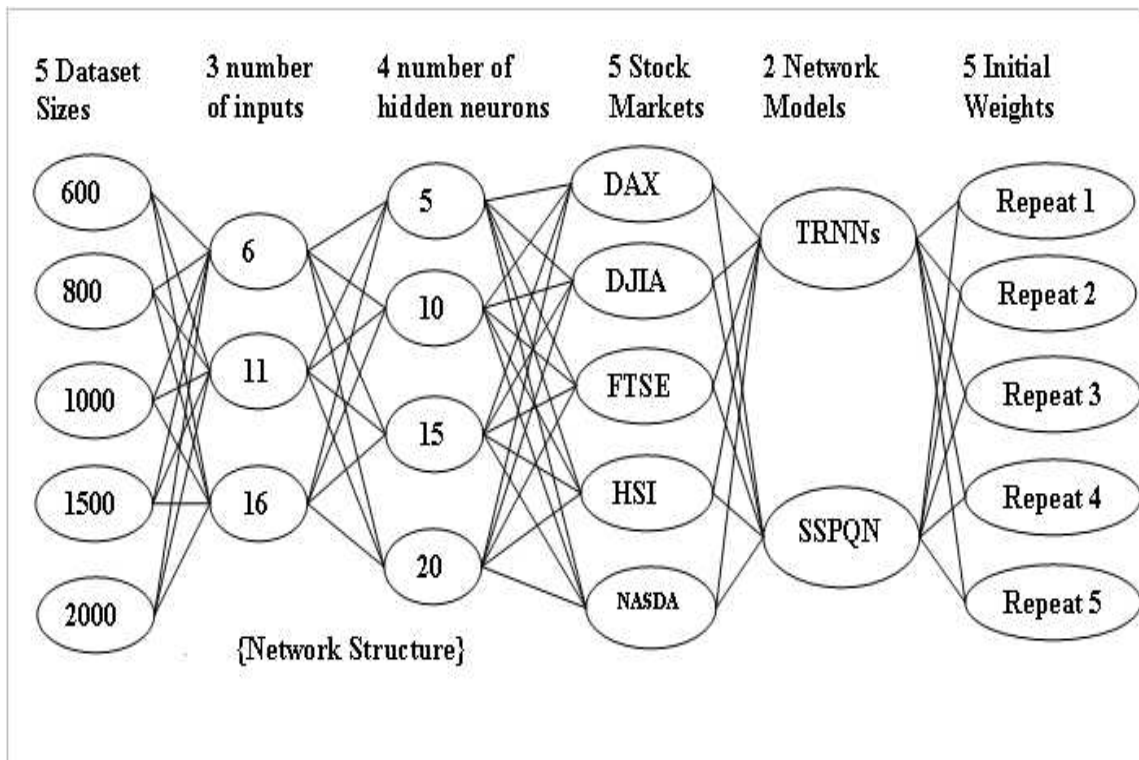 5 Dataset
Sizes
3 number
of inputs
4 number of
hidden neurons
5 Stock
Markets
2 Network
Models
5 Initial
Weights
600
800
1000
1500
2000
6
11
16
5
10
15
20
DAX
DJIA
FTSE
HSI
NASDA
TRNNs
SSPQN
Repeat 1
Repeat 2
Repeat 3
Repeat 4
Repeat 5
{Network Structure}